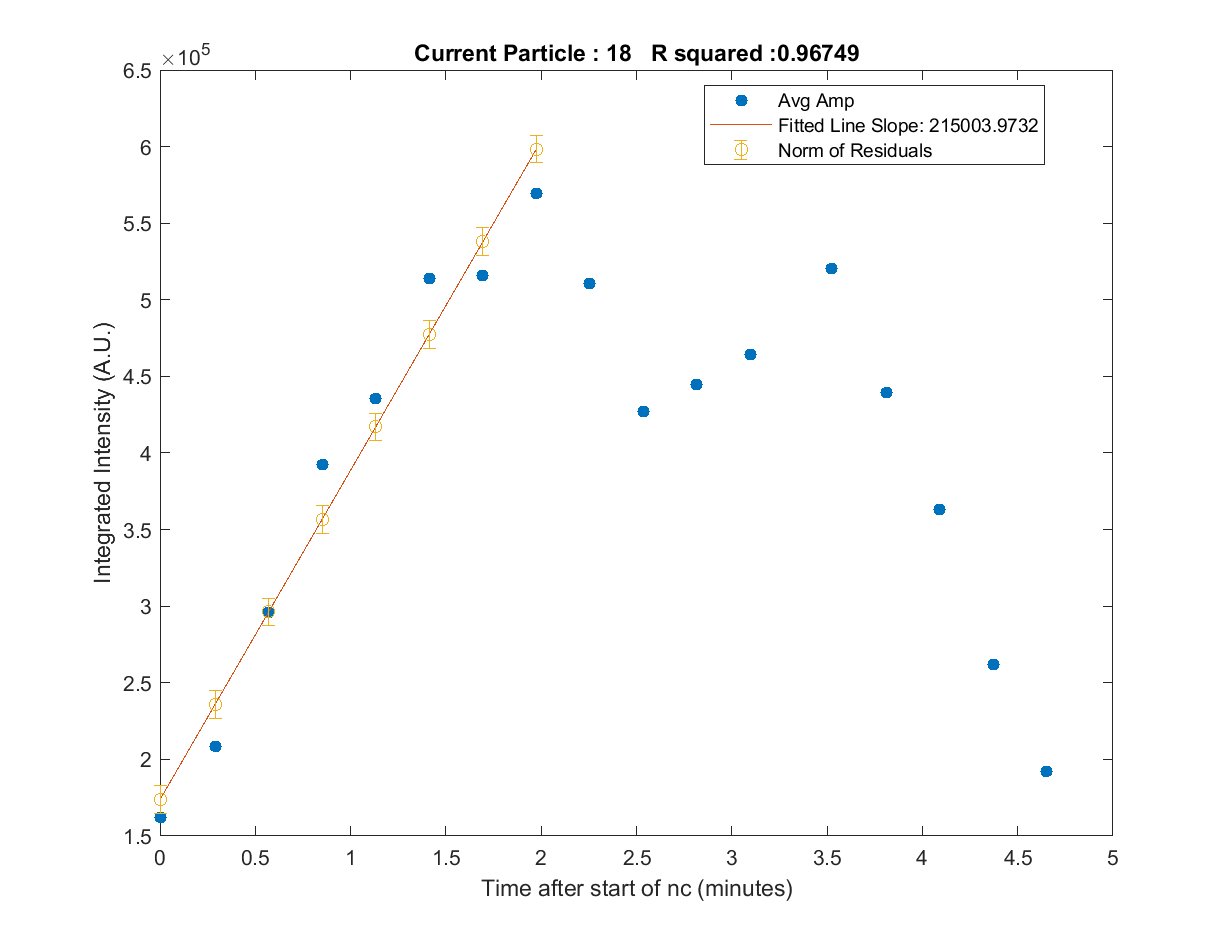 Current Particle : 18 R squared :0.96749
×10⁵
6.5
6
5.5
5
4.5
4
3.5
3
2.5
2
1.5
Integrated Intensity (A.U.)
Avg Amp
Fitted Line Slope: 215003.9732
Norm of Residuals
0 0.5 1 1.5 2 2.5 3 3.5 4 4.5 5
Time after start of nc (minutes)